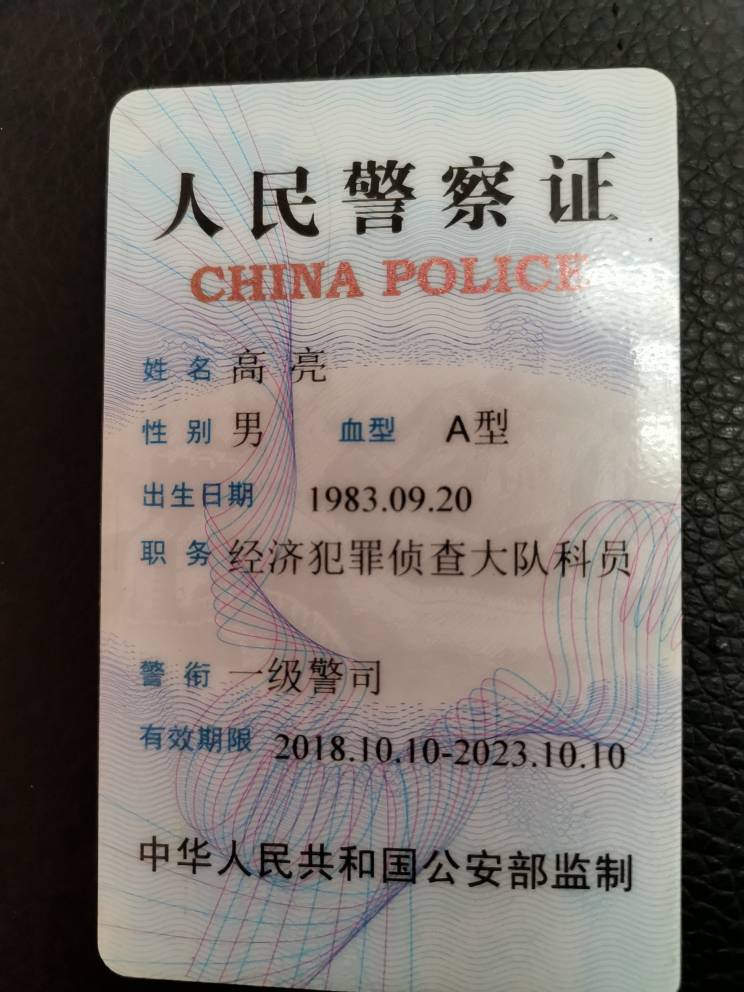 人民警察证
CHINA POLICE
姓名 高亮
性别 男 血型 A型
出生日期 1983.09.20
职务 经济犯罪侦查大队科员
警衔 一级警司
有效期限 2018.10.10-2023.10.10
中华人民共和国公安部监制